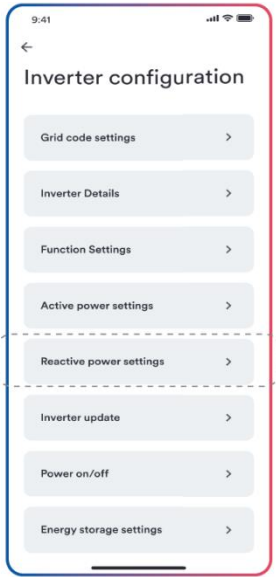 9:41
Inverter configuration
Grid code settings
Inverter Details
Function Settings
Active power settings
Reactive power settings
Inverter update
Power on/off
Energy storage settings